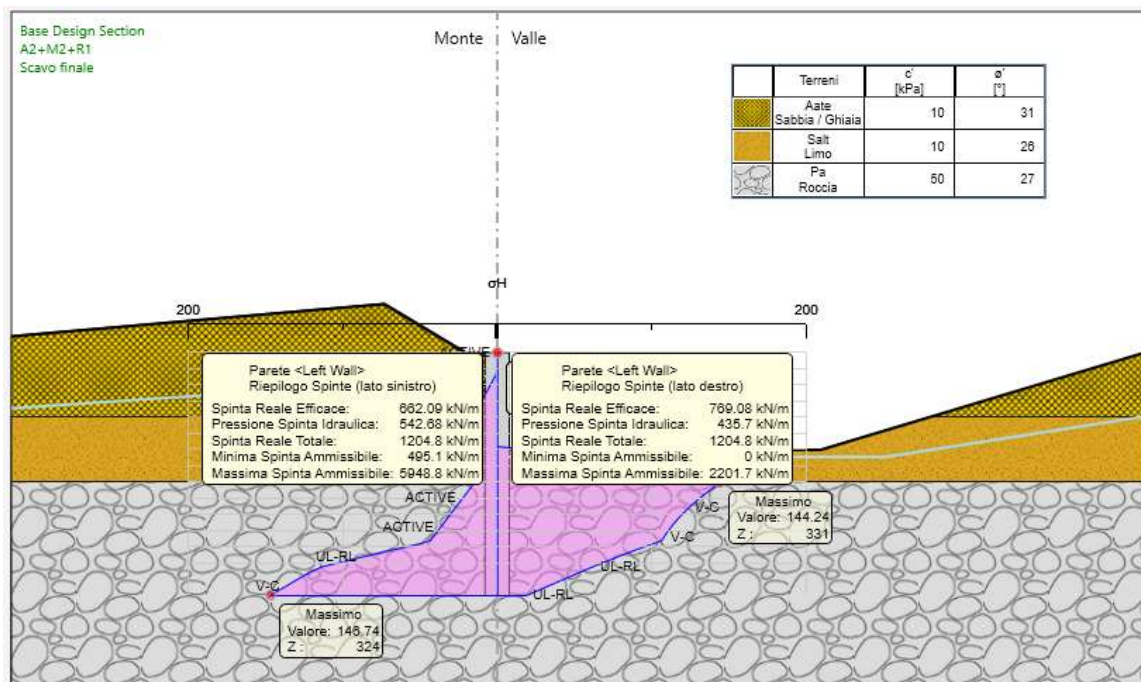 Base Design Section
A2+M2+R1
Scavo finale
Monte Valle
Terreni c' ø'
[kPa] [°]
Aate
Sabbia / Ghiaia 10 31
Salt
Limo 10 26
Pa
Roccia 50 27
σH
200 200
ACTIVE
Parete <Left Wall>
Riepilogo Spinte (lato sinistro)
Spinta Reale Efficace: 662.09 kN/m
Pressione Spinta Idraulica: 542.68 kN/m
Spinta Reale Totale: 1204.8 kN/m
Minima Spinta Ammissibile: 495.1 kN/m
Massima Spinta Ammissibile: 5948.8 kN/m
Parete <Left Wall>
Riepilogo Spinte (lato destro)
Spinta Reale Efficace: 769.08 kN/m
Pressione Spinta Idraulica: 435.7 kN/m
Spinta Reale Totale: 1204.8 kN/m
Minima Spinta Ammissibile: 0 kN/m
Massima Spinta Ammissibile: 2201.7 kN/m
ACTIVE
ACTIVE
UL-RL
V-C
V-C
V-C
UL-RL
UL-RL
Massimo
Valore: 144.24
Z : 331
Massimo
Valore: 146.74
Z : 324